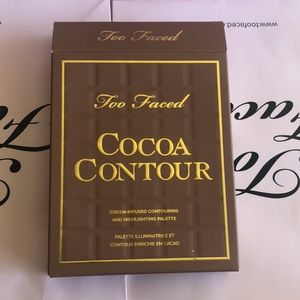 www.toofaced.
Too Faced
Too Faced
COCOA
CONTOUR
COCOA-INFUSED CONTOURING
AND HIGHLIGHTING PALETTE
PALETTE ILLUMINATRICE ET
CONTOUR ENRICHIE EN CACAO